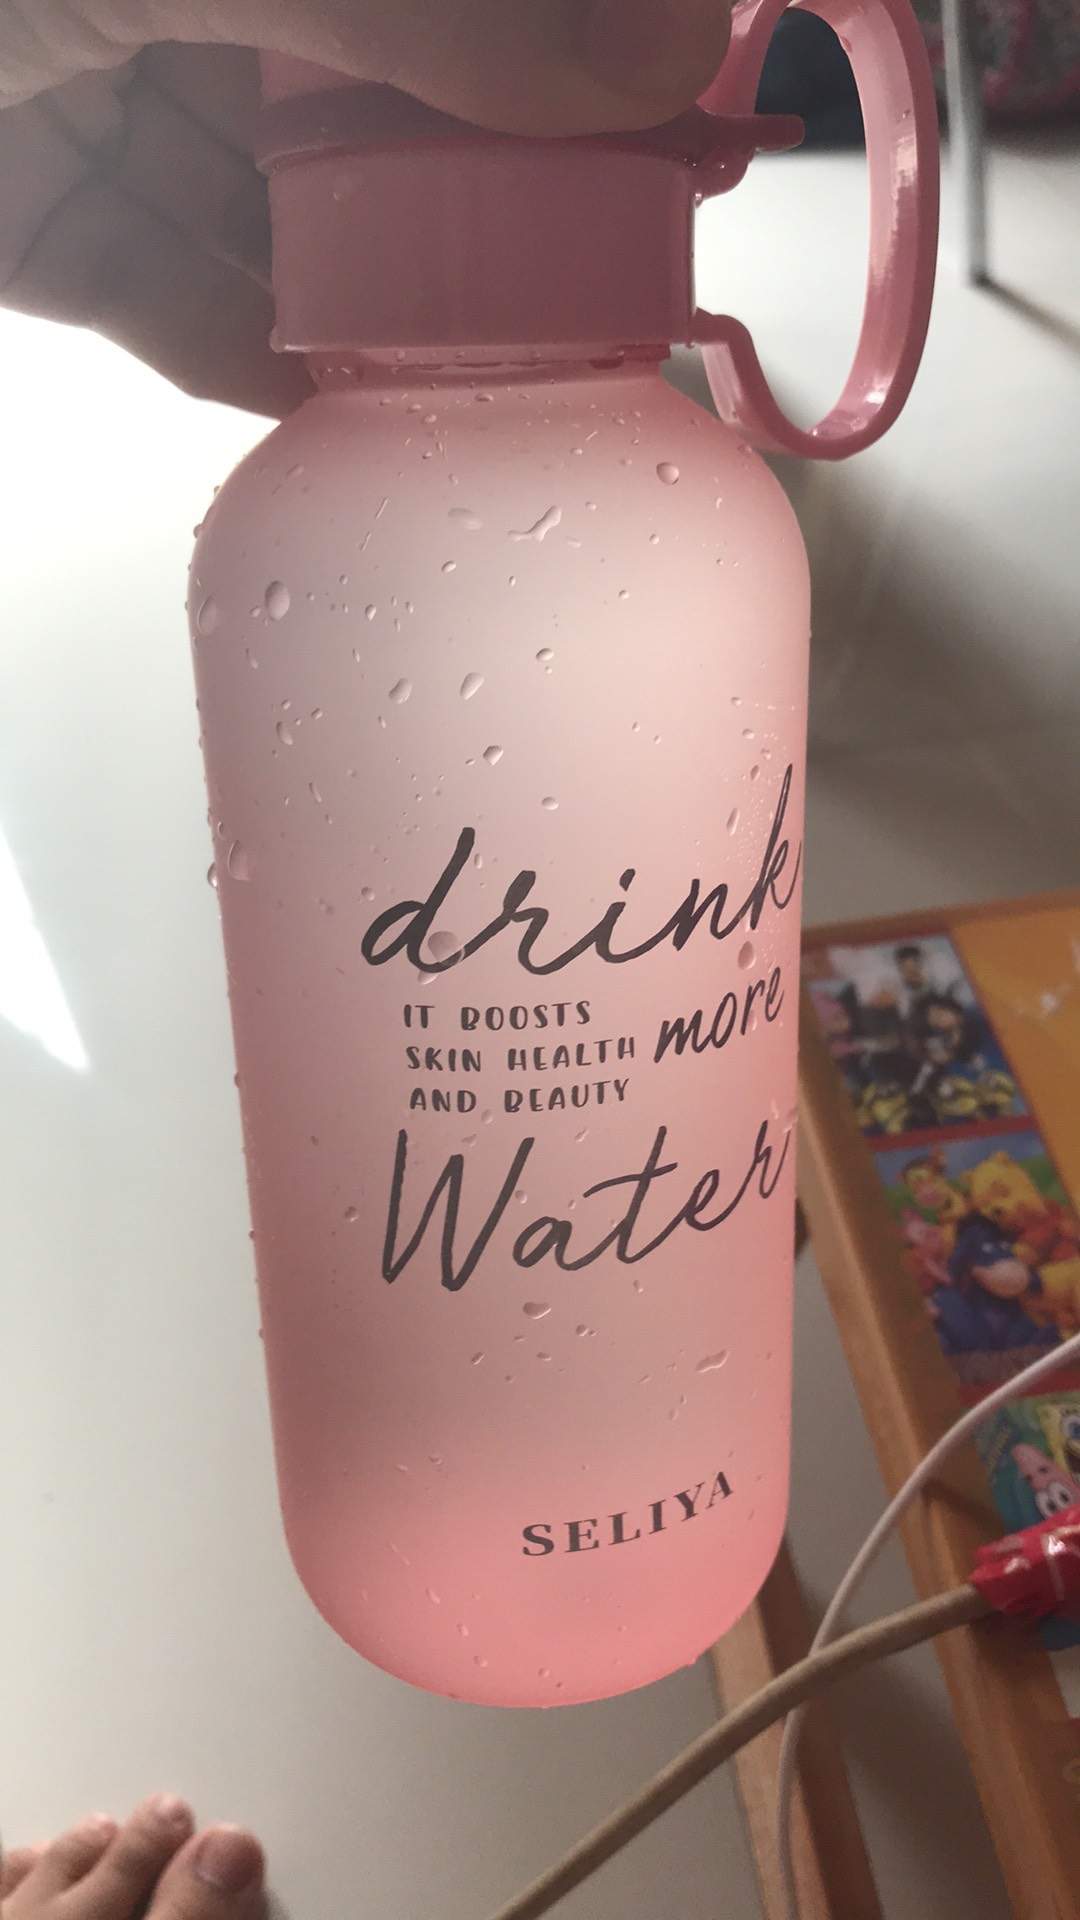 drink
IT BOOSTS
SKIN HEALTH
AND BEAUTY
more
Water
SELIYA